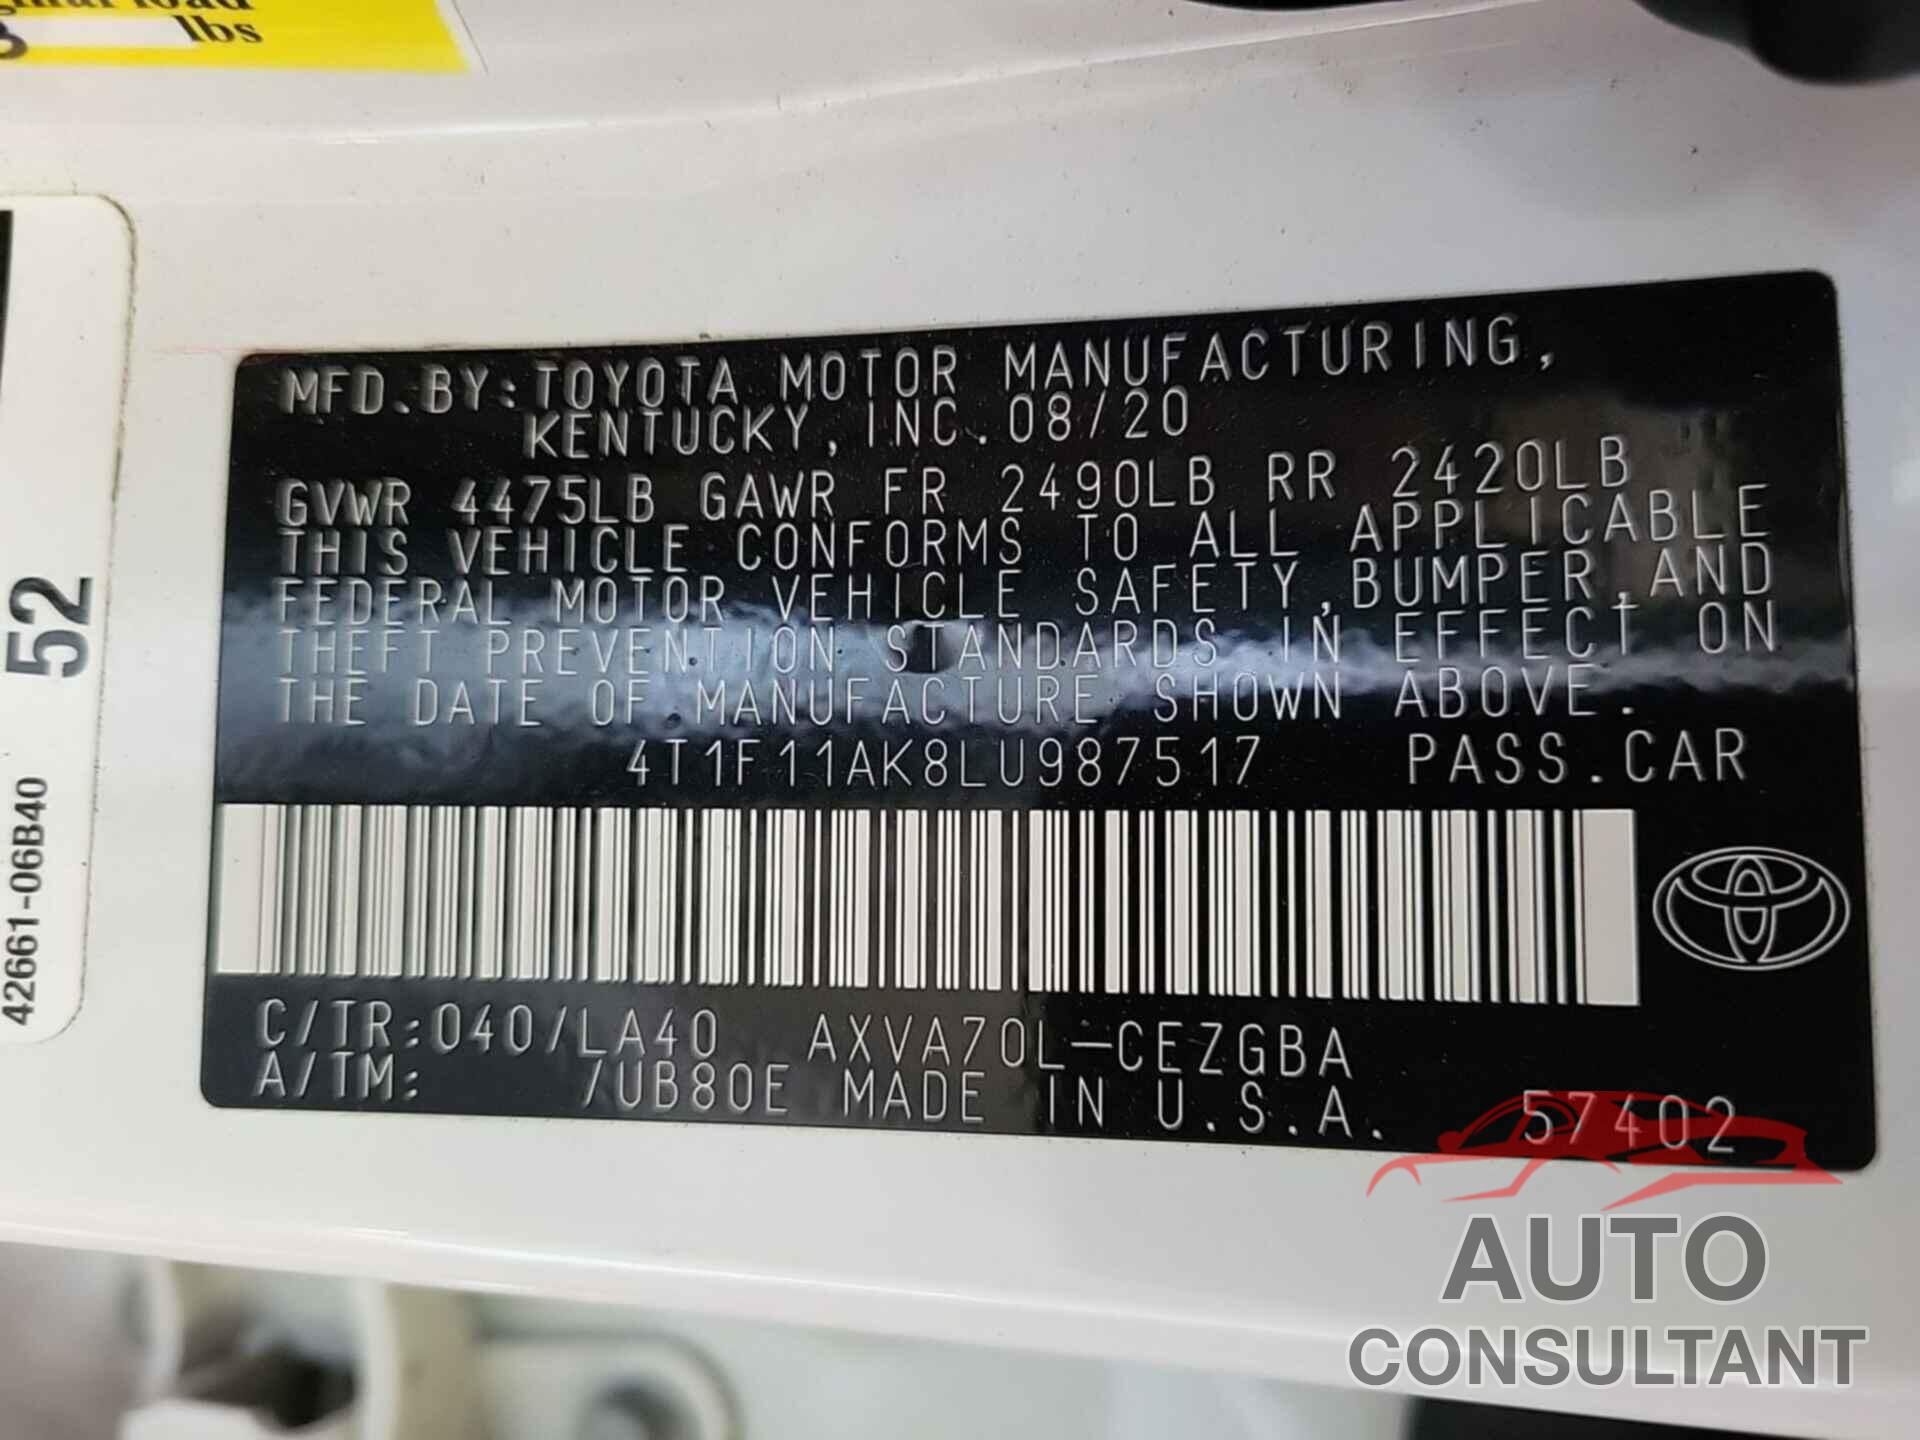 lbs
52
42661-06B40
MFD.BY:TOYOTA MOTOR MANUFACTURING,
KENTUCKY, INC. 08/20
GVWR 4475LB GAWR FR 2490LB RR 2420LB
THIS VEHICLE CONFORMS TO ALL APPLICABLE
FEDERAL MOTOR VEHICLE SAFETY,BUMPER,AND
THEFT PREVENTION STANDARDS IN EFFECT ON
THE DATE OF MANUFACTURE SHOWN ABOVE.
4T1F11AK8LU987517 PASS.CAR
C/TR:040/LA40 AXVA70L-CEZGBA
A/TM: /UB80E MADE IN U.S.A. 57402
AUTO
CONSULTANT